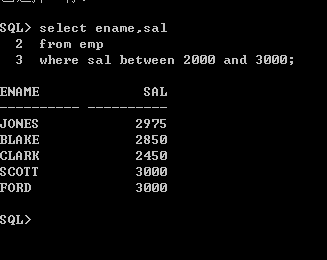 SQL> select ename,sal
  2  from emp
  3  where sal between 2000 and 3000;
ENAME             SAL
---------- ----------
JONES            2975
BLAKE            2850
CLARK            2450
SCOTT            3000
FORD             3000
SQL>